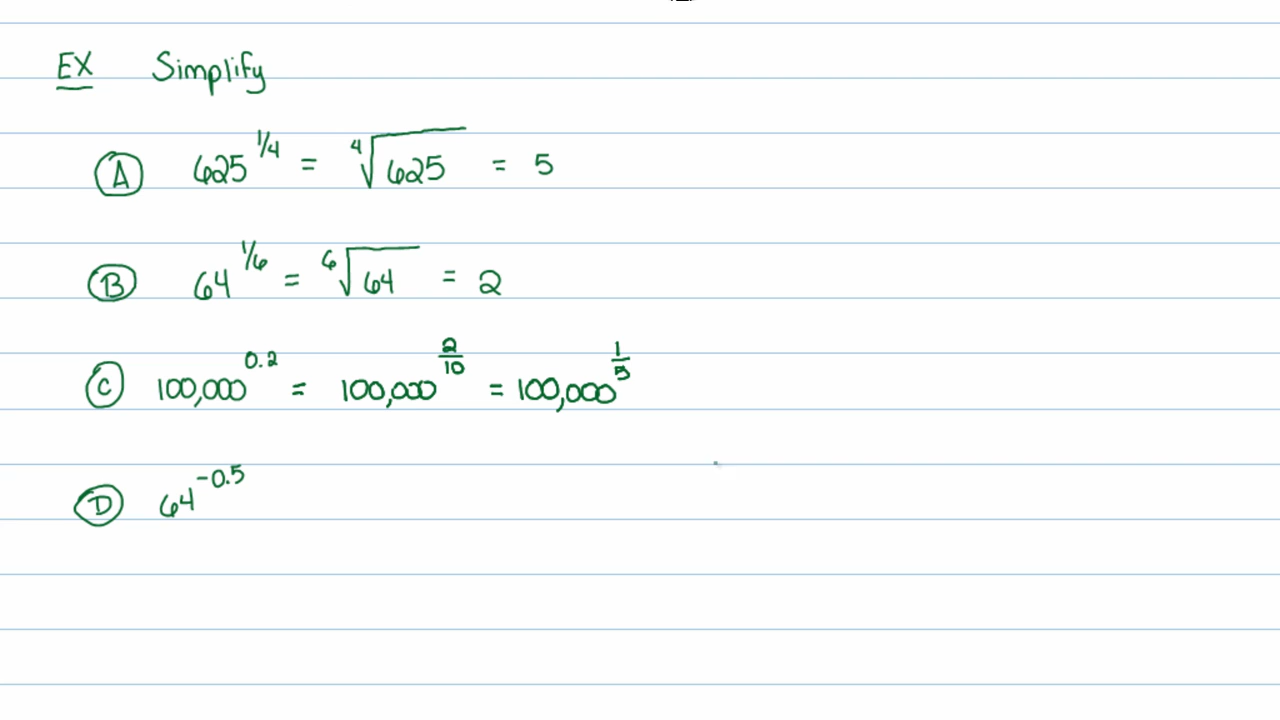 EX Simplify
A 625^(1/4) = ∜625 = 5
B 64^(1/6) = ⁶√64 = 2
C 100,000^0.2 = 100,000^(2/10) = 100,000^(1/5)
D 64^-0.5